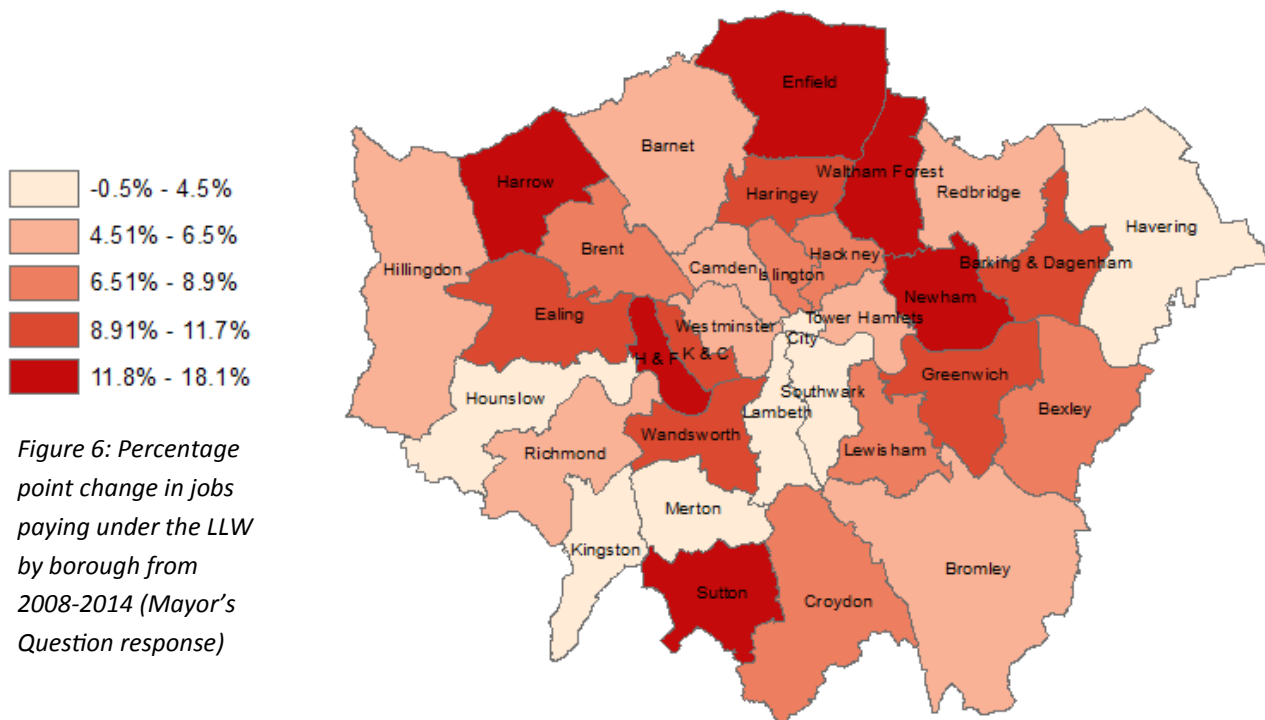 -0.5% - 4.5%
4.51% - 6.5%
6.51% - 8.9%
8.91% - 11.7%
11.8% - 18.1%
Figure 6: Percentage
point change in jobs
paying under the LLW
by borough from
2008-2014 (Mayor’s
Question response)
Enfield
Barnet
Harrow
Haringey
Waltham Forest
Redbridge
Havering
Hillingdon
Brent
Camden
Islington
Hackney
Barking & Dagenham
Ealing
Westminster
Tower Hamlets
Newham
City
H & F
K & C
Greenwich
Hounslow
Southwark
Lambeth
Bexley
Richmond
Wandsworth
Lewisham
Merton
Kingston
Bromley
Sutton
Croydon